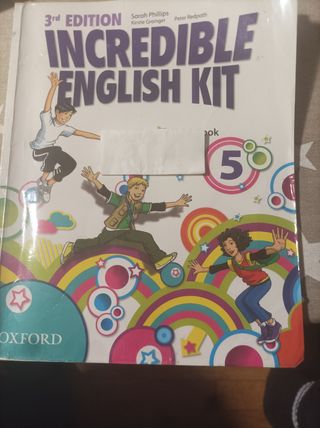 3rd EDITION
Sarah Phillips
Kirstie Grainger Peter Redpath
INCREDIBLE
ENGLISH KIT
5
OXFORD